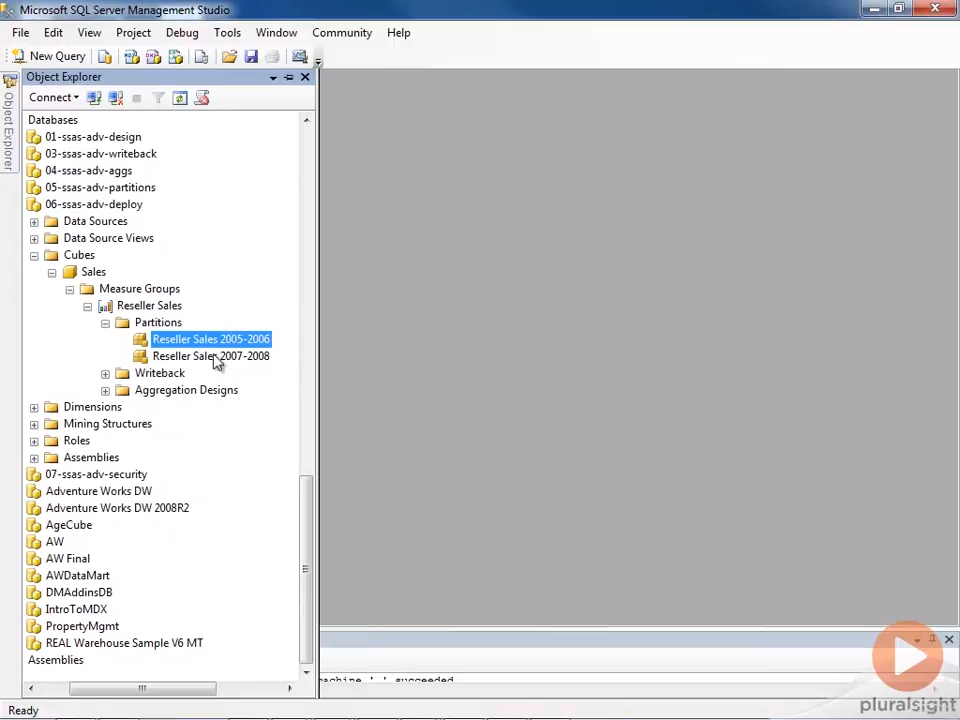 Microsoft SQL Server Management Studio
File Edit View Project Debug Tools Window Community Help
New Query
Object Explorer
Object Explorer
Connect
Databases
01-ssas-adv-design
03-ssas-adv-writeback
04-ssas-adv-aggs
05-ssas-adv-partitions
06-ssas-adv-deploy
Data Sources
Data Source Views
Cubes
Sales
Measure Groups
Reseller Sales
Partitions
Reseller Sales 2005-2006
Reseller Sales 2007-2008
Writeback
Aggregation Designs
Dimensions
Mining Structures
Roles
Assemblies
07-ssas-adv-security
Adventure Works DW
Adventure Works DW 2008R2
AgeCube
AW
AW Final
AWDataMart
DMAddinsDB
IntroToMDX
PropertyMgmt
REAL Warehouse Sample V6 MT
Assemblies
succeeded
Ready
pluralsight